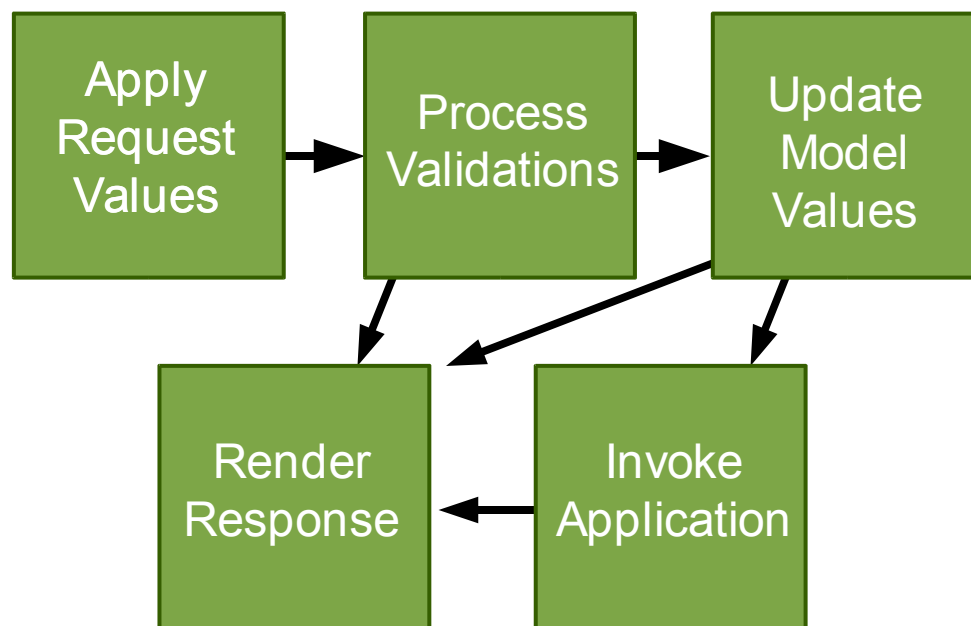 Apply
Request
Values
Process
Validations
Update
Model
Values
Render
Response
Invoke
Application